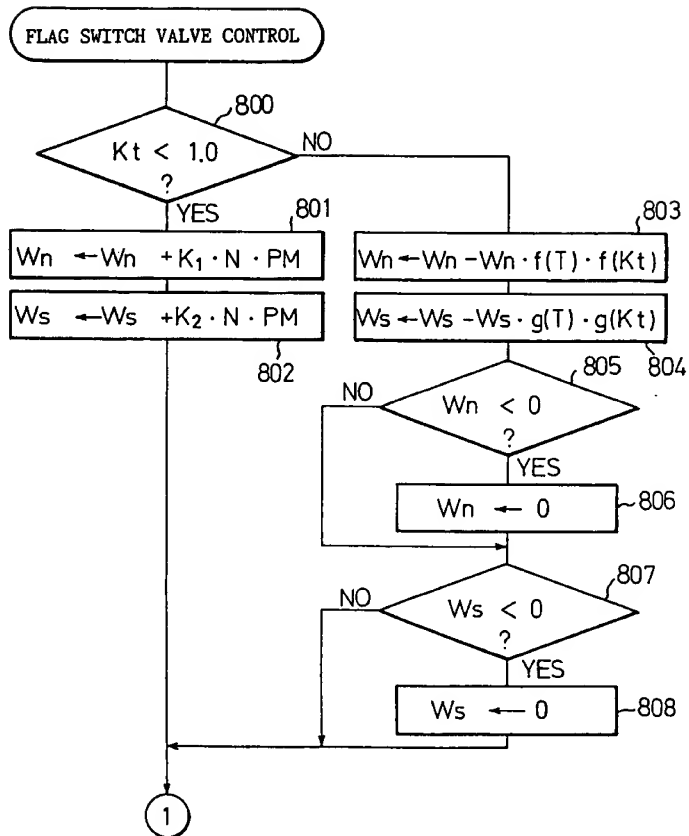 FLAG SWITCH VALVE CONTROL
800
Kt < 1.0
?
NO
YES
801
Wn ← Wn + K₁ · N · PM
Ws ← Ws + K₂ · N · PM
802
803
Wn ← Wn − Wn · f(T) · f(Kt)
Ws ← Ws − Ws · g(T) · g(Kt)
804
805
Wn < 0
?
NO
YES
Wn ← 0
806
807
Ws < 0
?
NO
YES
Ws ← 0
808
1